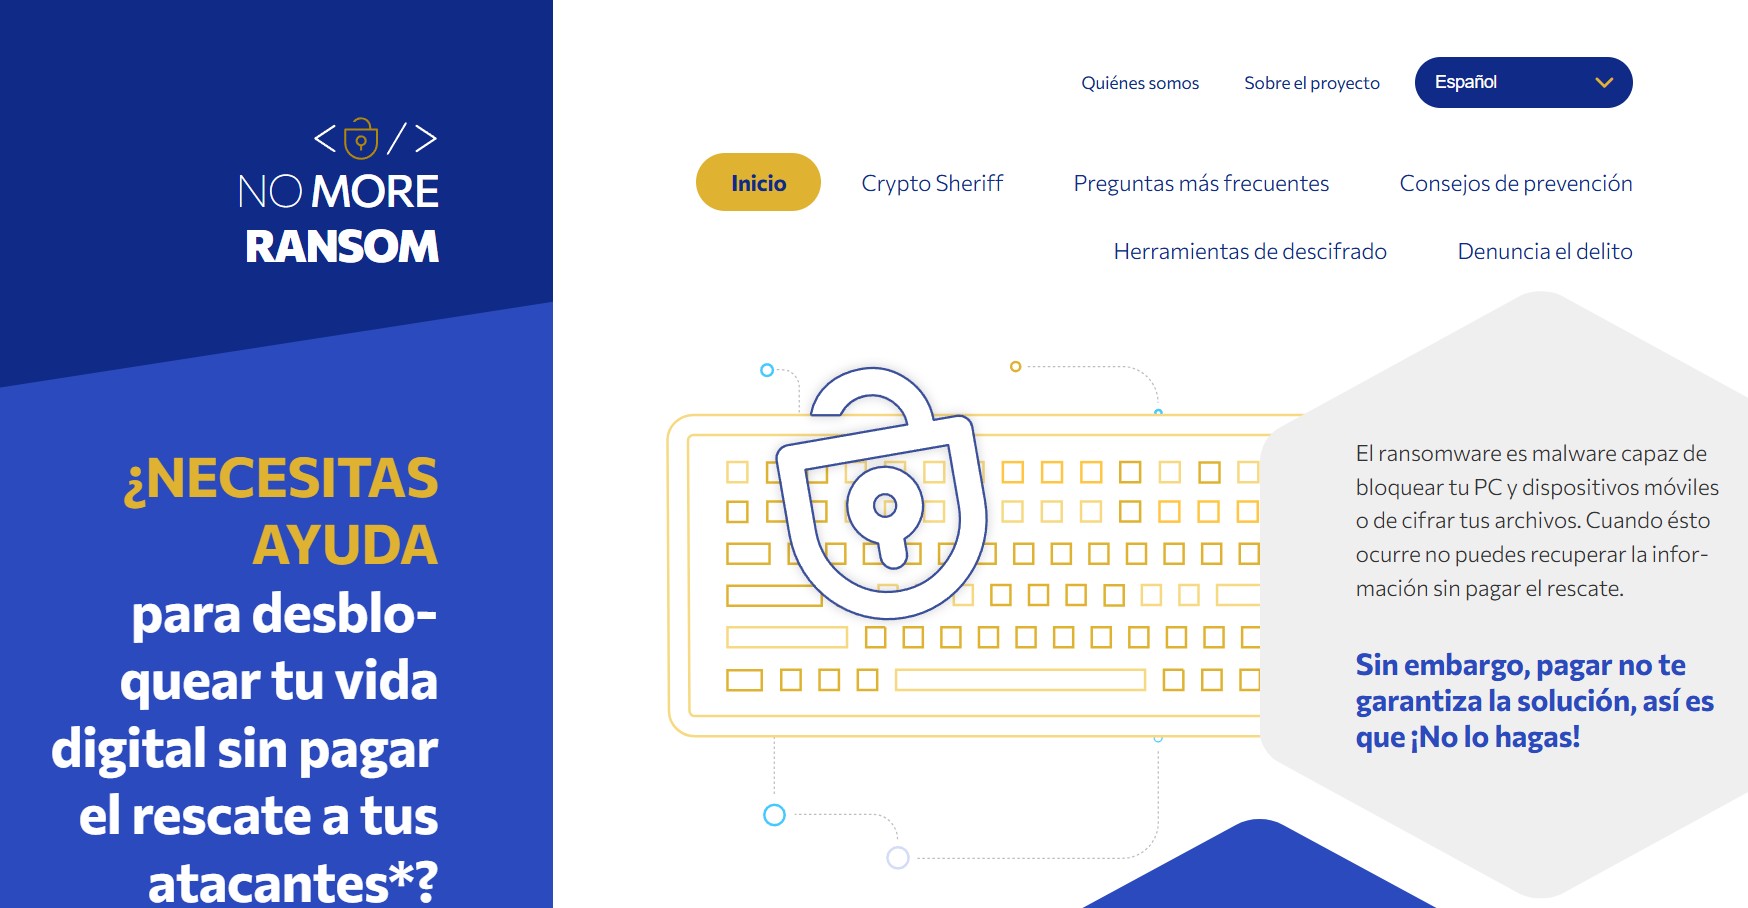 NO MORE
RANSOM
¿NECESITAS
AYUDA
para desblo-
quear tu vida
digital sin pagar
el rescate a tus
atacantes*?
Quiénes somos
Sobre el proyecto
Español
Inicio
Crypto Sheriff
Preguntas más frecuentes
Consejos de prevención
Herramientas de descifrado
Denuncia el delito
El ransomware es malware capaz de
bloquear tu PC y dispositivos móviles
o de cifrar tus archivos. Cuando ésto
ocurre no puedes recuperar la infor-
mación sin pagar el rescate.
Sin embargo, pagar no te
garantiza la solución, así es
que ¡No lo hagas!